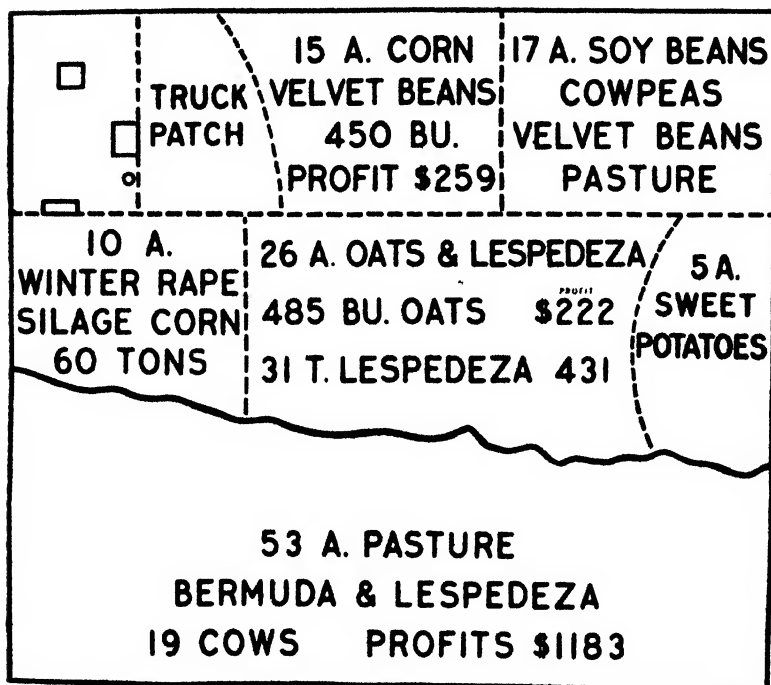 TRUCK
PATCH
15 A. CORN
VELVET BEANS
450 BU.
PROFIT $259
17 A. SOY BEANS
COWPEAS
VELVET BEANS
PASTURE
10 A.
WINTER RAPE
SILAGE CORN
60 TONS
26 A. OATS & LESPEDEZA
PROFIT
485 BU. OATS $222
31 T. LESPEDEZA 431
5 A.
SWEET
POTATOES
53 A. PASTURE
BERMUDA & LESPEDEZA
19 COWS PROFITS $1183